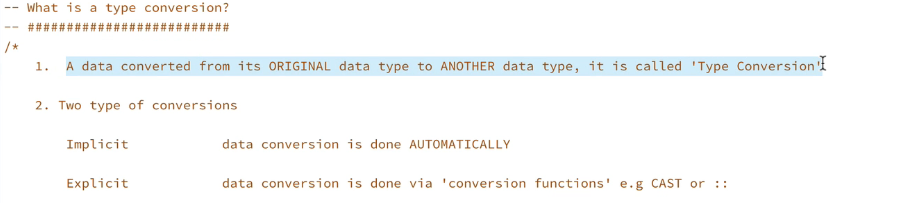 -- What is a type conversion?
-- ##########################
/*
1. A data converted from its ORIGINAL data type to ANOTHER data type, it is called 'Type Conversion'
2. Two type of conversions
Implicit data conversion is done AUTOMATICALLY
Explicit data conversion is done via 'conversion functions' e.g CAST or ::